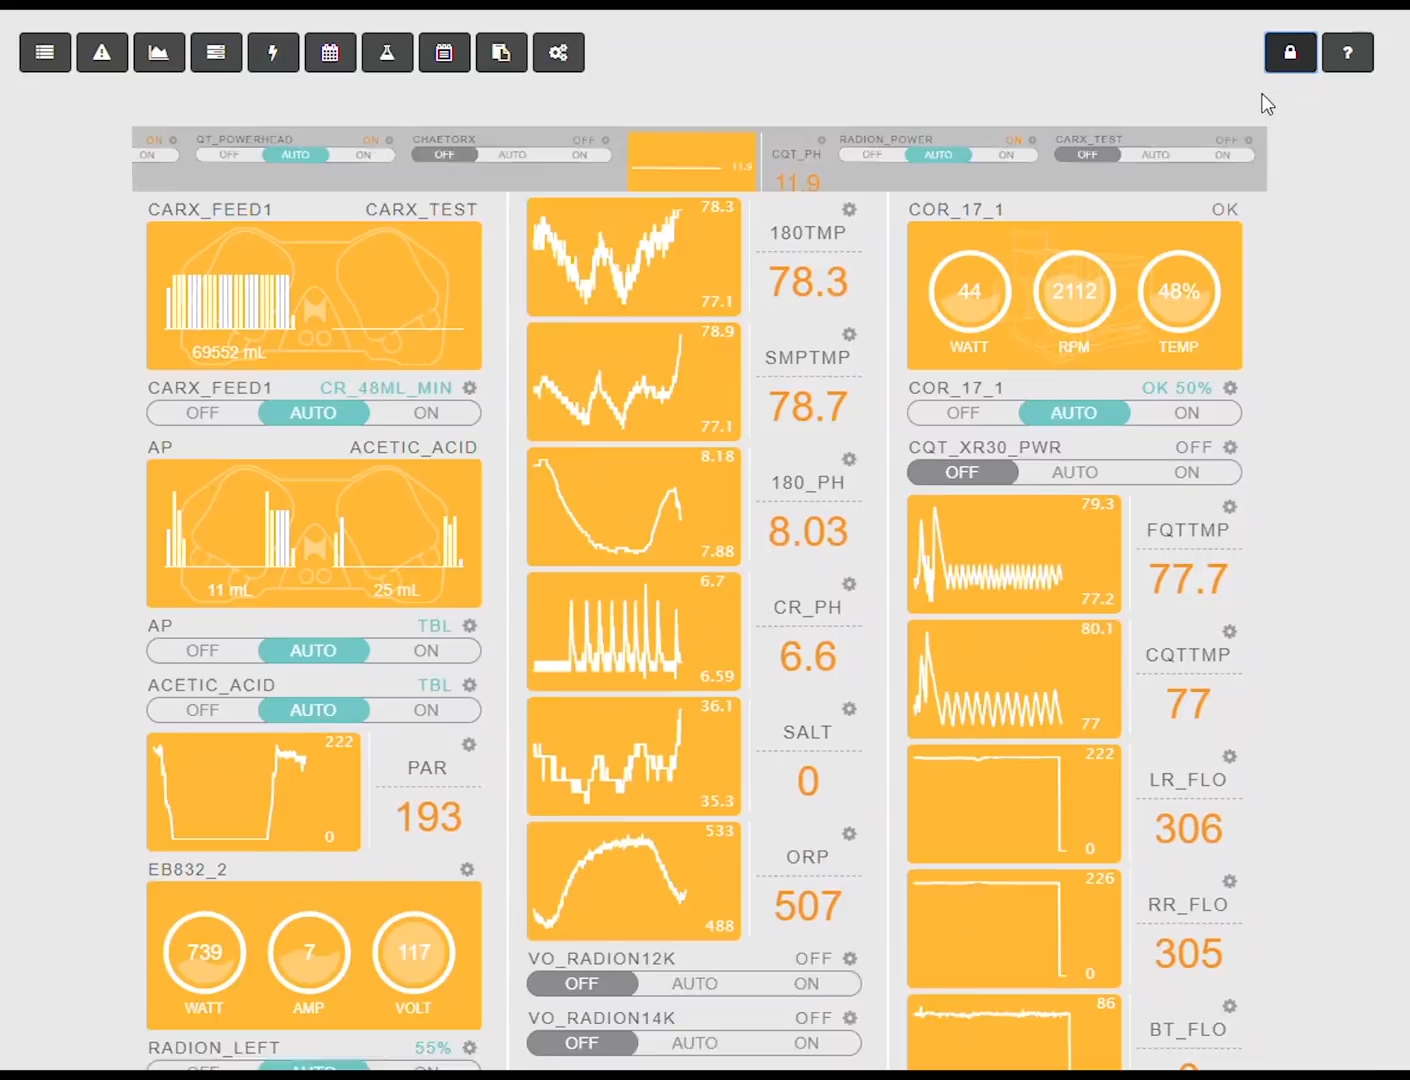 ?
ON QT_POWERHEAD ON CHAETORX OFF RADION_POWER ON CARX_TEST OFF
ON OFF AUTO ON OFF AUTO ON 11.9 CQT_PH OFF AUTO ON OFF AUTO ON
11.9
CARX_FEED1 CARX_TEST
69552 mL
CARX_FEED1 CR_48ML_MIN
OFF AUTO ON
AP ACETIC_ACID
11 mL 25 mL
AP TBL
OFF AUTO ON
ACETIC_ACID TBL
OFF AUTO ON
222
0
PAR
193
EB832_2
739 7 117
WATT AMP VOLT
RADION_LEFT 55%
OFF AUTO ON
78.3
77.1
180TMP
78.3
78.9
77.1
SMPTMP
78.7
8.18
7.88
180_PH
8.03
6.7
6.59
CR_PH
6.6
36.1
35.3
SALT
0
533
488
ORP
507
VO_RADION12K OFF
OFF AUTO ON
VO_RADION14K OFF
OFF AUTO ON
COR_17_1 OK
44 2112 48%
WATT RPM TEMP
COR_17_1 OK 50%
OFF AUTO ON
CQT_XR30_PWR OFF
OFF AUTO ON
79.3
77.2
FQTTMP
77.7
80.1
77
CQTTMP
77
222
0
LR_FLO
306
226
0
RR_FLO
305
86
BT_FLO